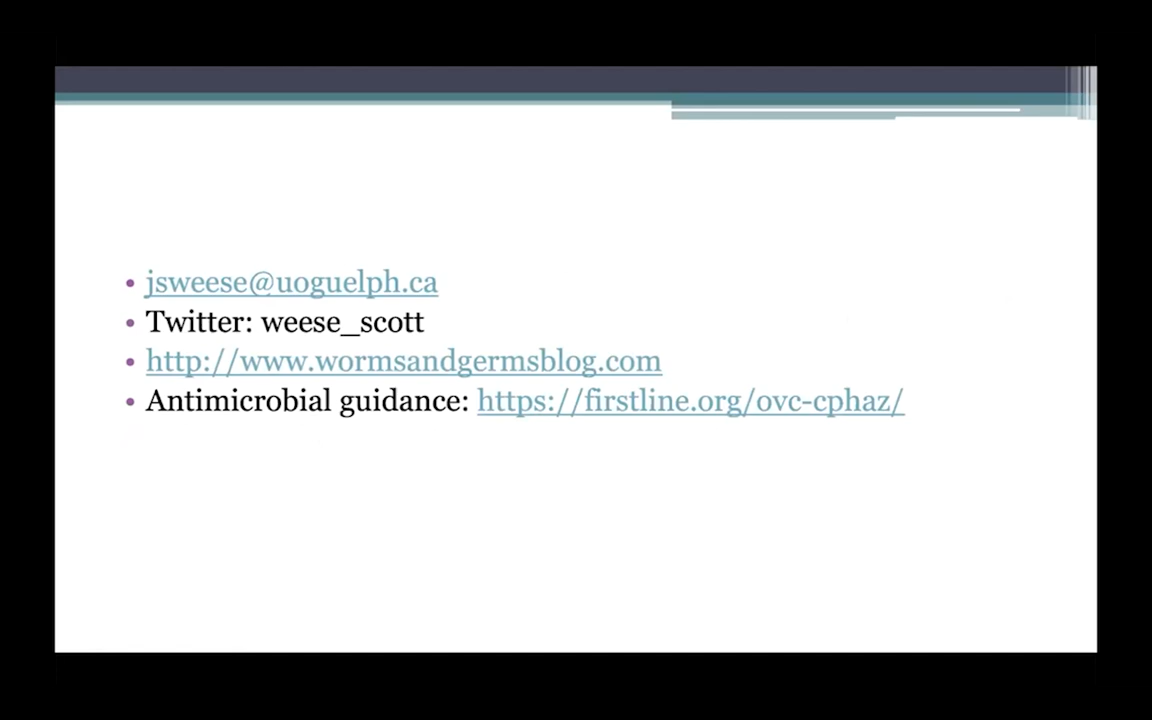 • jsweese@uoguelph.ca
• Twitter: weese_scott
• http://www.wormsandgermsblog.com
• Antimicrobial guidance: https://firstline.org/ovc-cphaz/